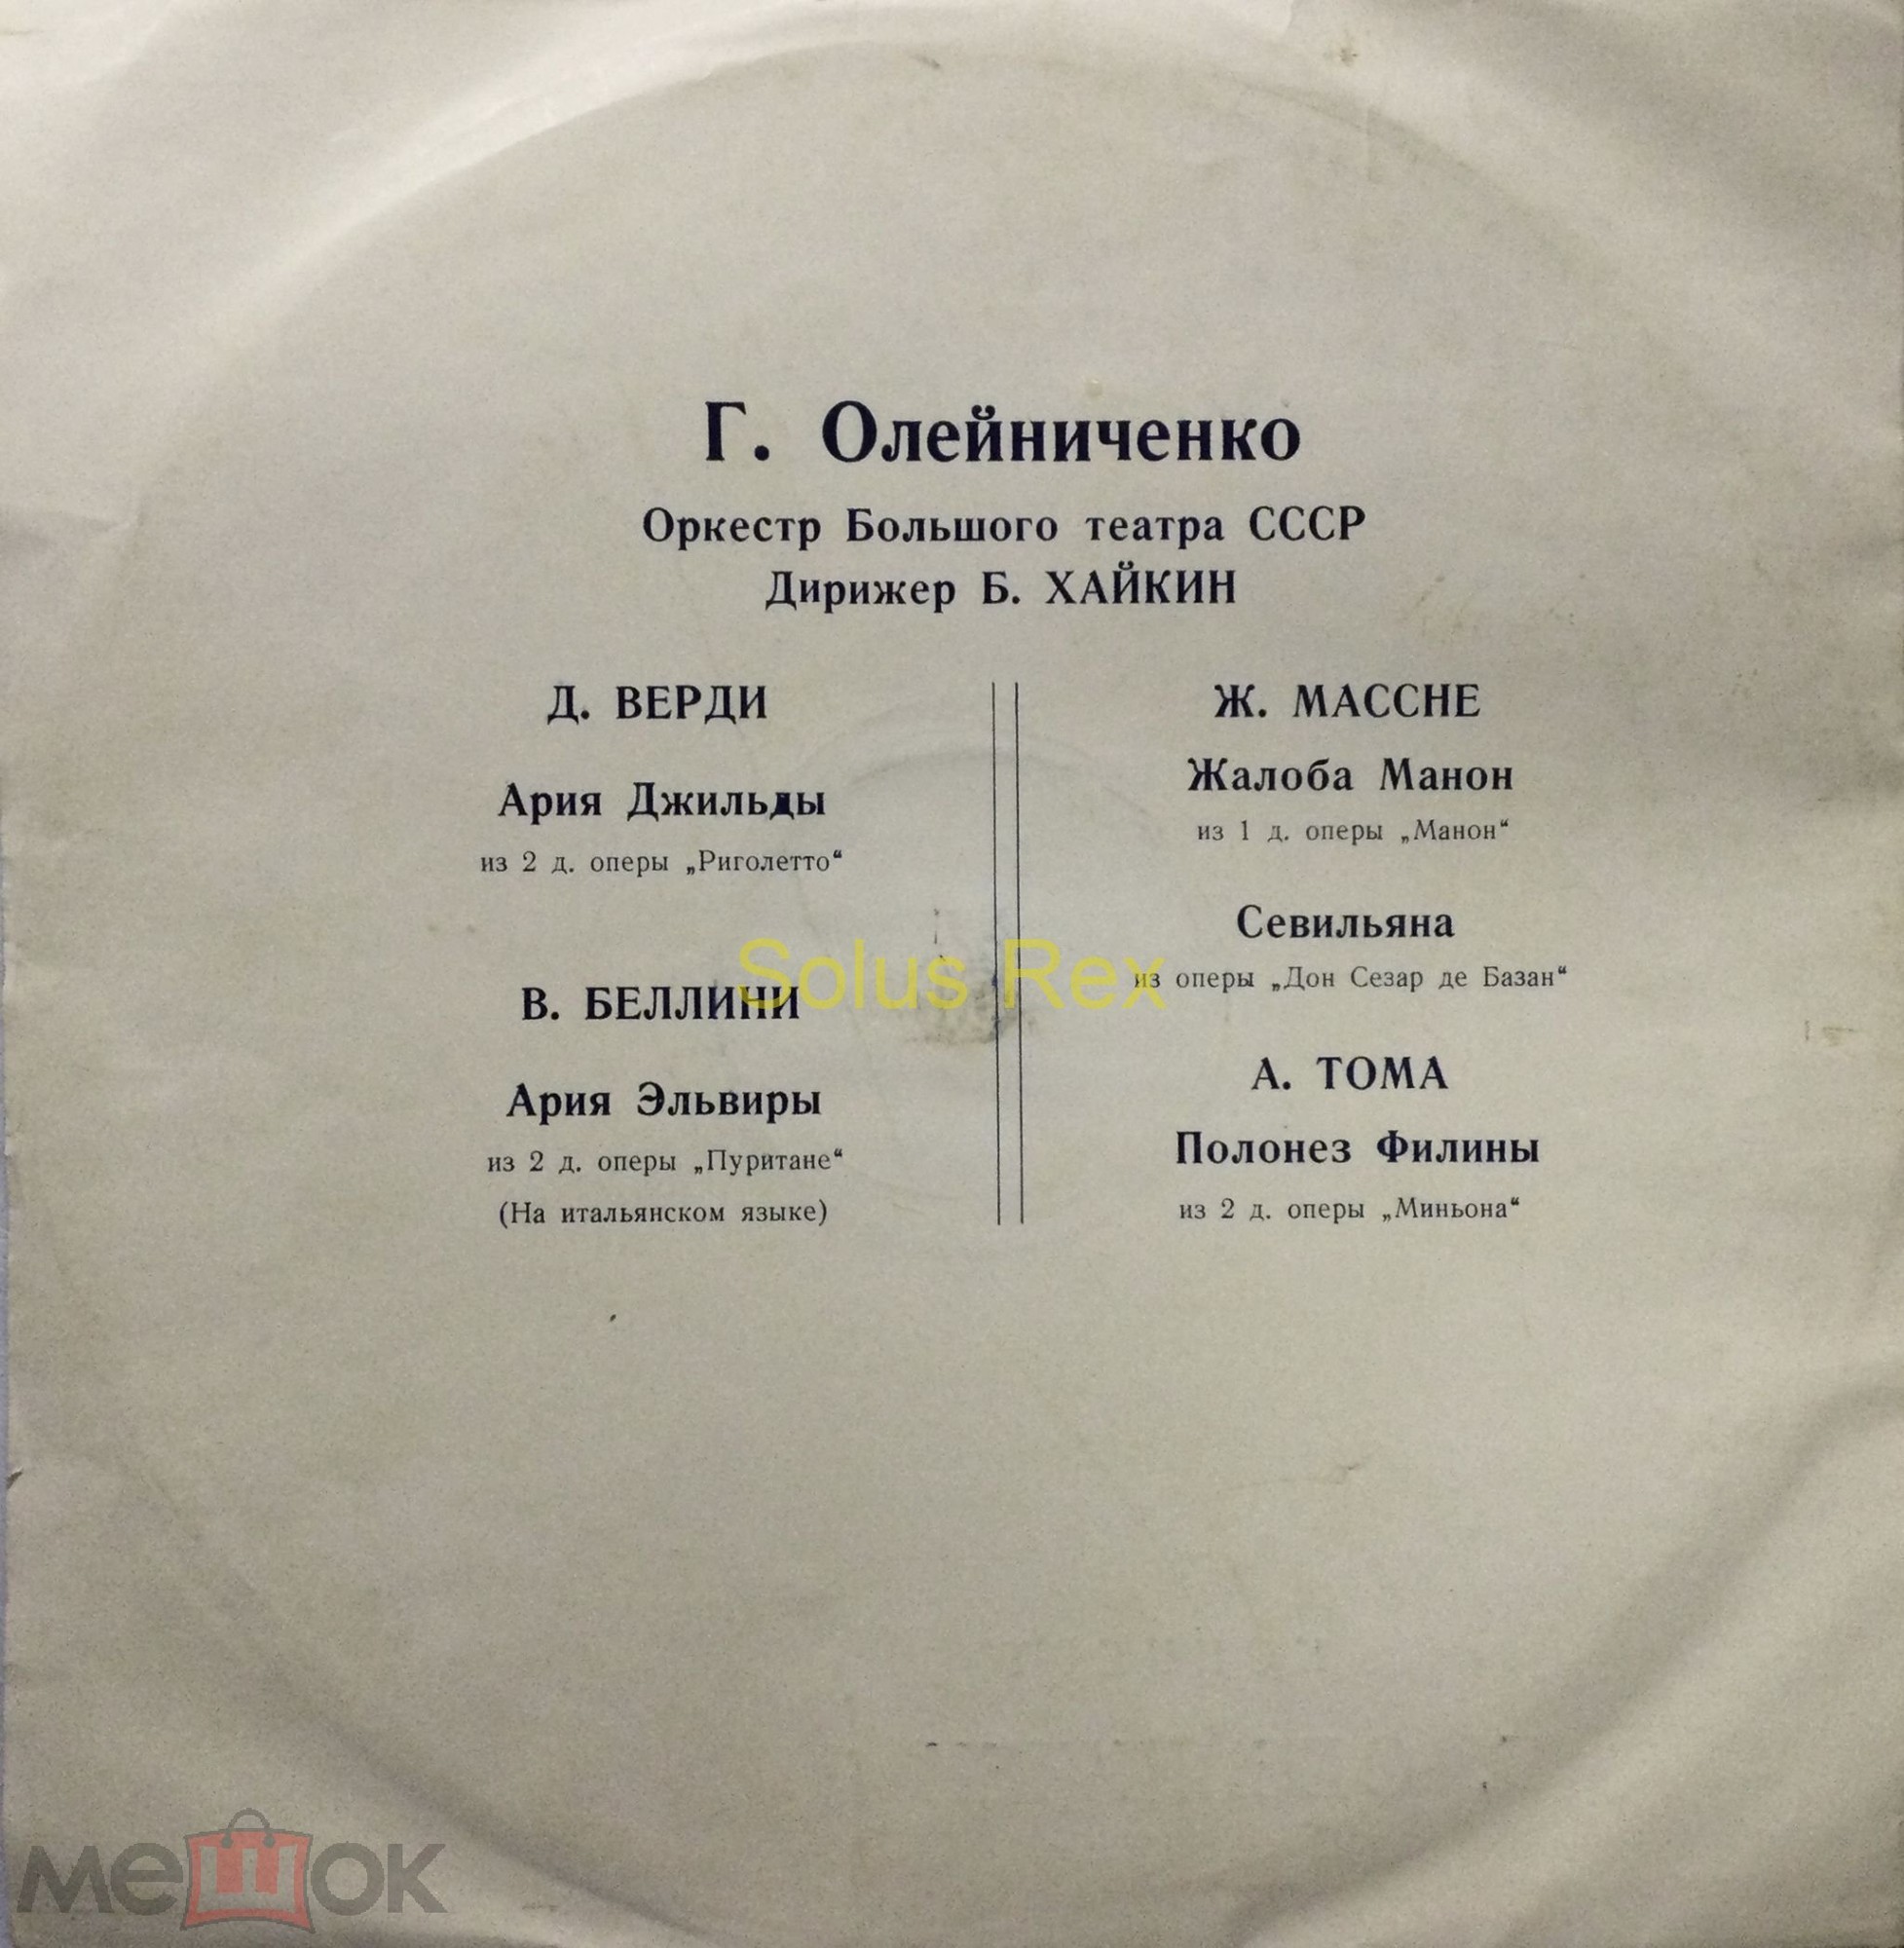 Г. Олейниченко
Оркестр Большого театра СССР
Дирижер Б. ХАЙКИН
Д. ВЕРДИ
Ария Джильды
из 2 д. оперы „Риголетто“
В. БЕЛЛИНИ
Ария Эльвиры
из 2 д. оперы „Пуритане“
(На итальянском языке)
Ж. МАССНЕ
Жалоба Манон
из 1 д. оперы „Манон“
Севильяна
из оперы „Дон Сезар де Базан“
А. ТОМА
Полонез Филины
из 2 д. оперы „Миньона“
Solus Rex
мешок